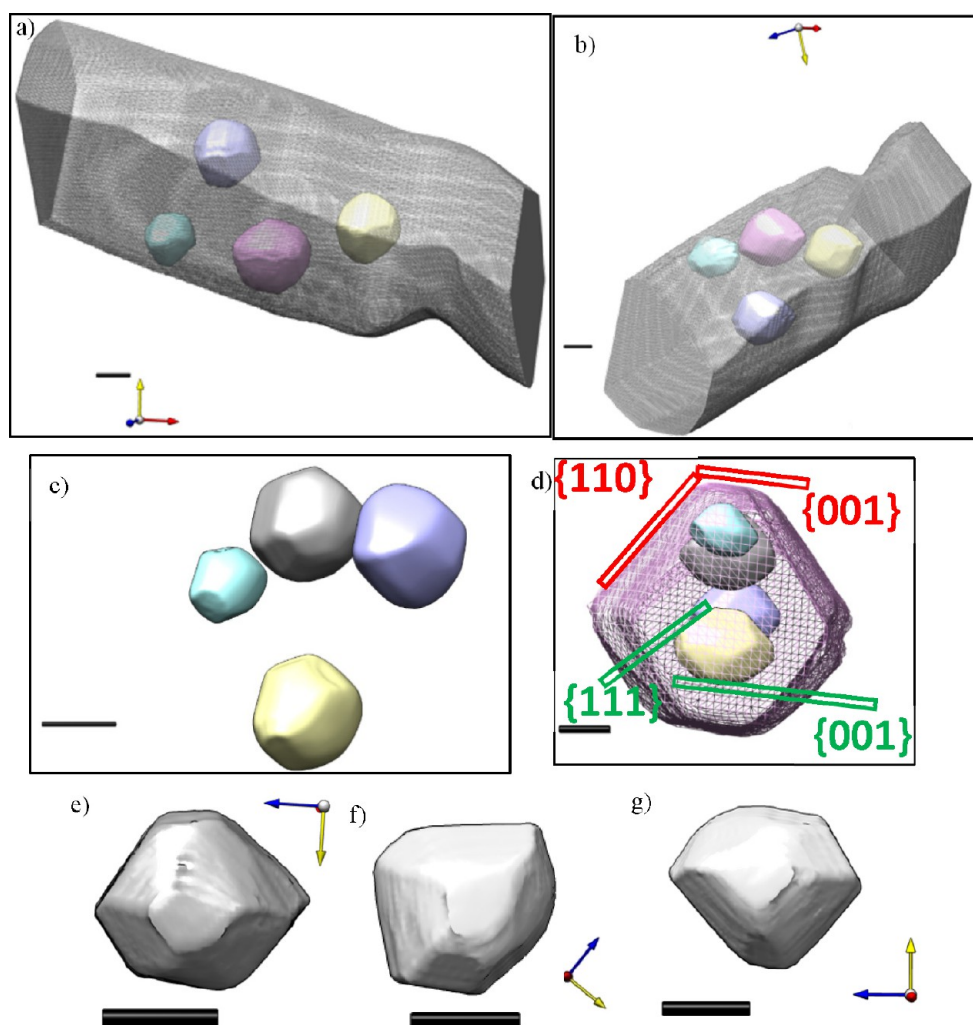 a)
b)
c)
d)
{110}
{001}
{111}
{001}
e)
f)
g)